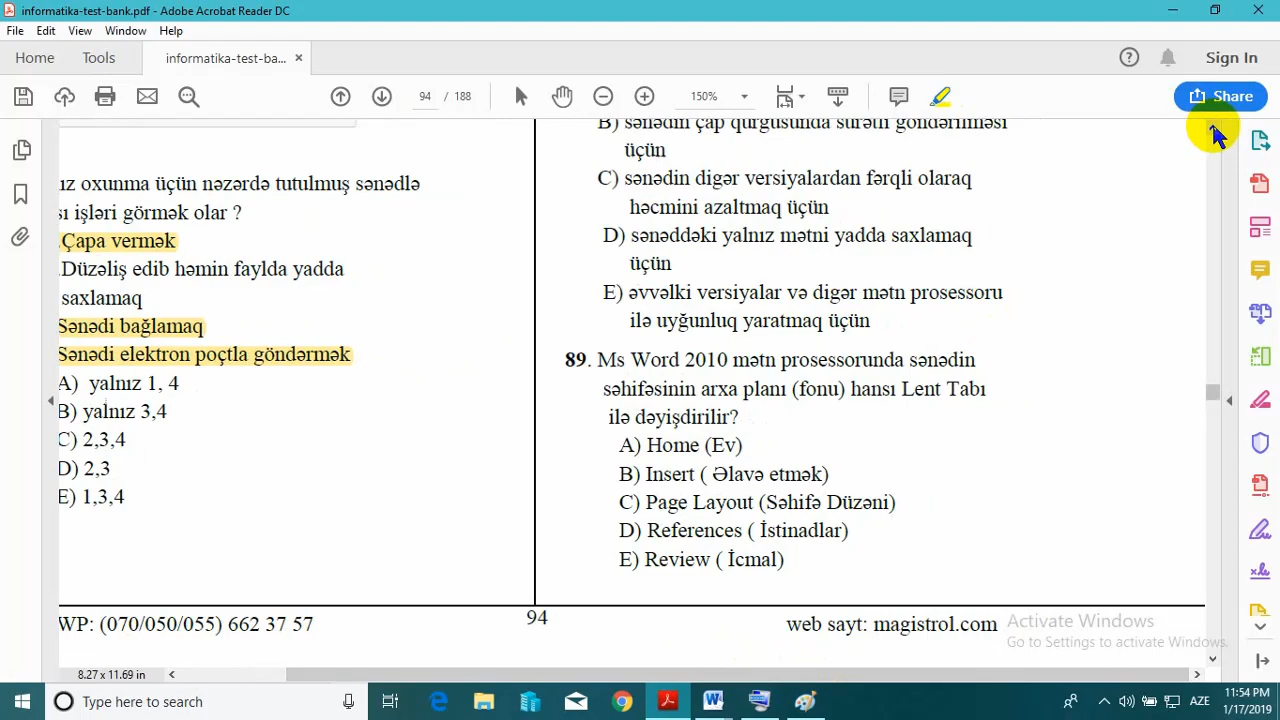 informatika-test-bank.pdf - Adobe Acrobat Reader DC
File Edit View Window Help
Home Tools informatika-test-ba... × Sign In
94 / 188 150% Share
ız oxunma üçün nəzərdə tutulmuş sənədlə
sı işləri görmək olar ?
.Çapa vermək
.Düzəliş edib həmin faylda yadda
saxlamaq
Sənədi bağlamaq
Sənədi elektron poçtla göndərmək
A) yalnız 1, 4
B) yalnız 3,4
C) 2,3,4
D) 2,3
E) 1,3,4
B) sənədin çap qurğusunda surətli göndərilməsi
üçün
C) sənədin digər versiyalardan fərqli olaraq
həcmini azaltmaq üçün
D) sənəddəki yalnız mətni yadda saxlamaq
üçün
E) əvvəlki versiyalar və digər mətn prosessoru
ilə uyğunluq yaratmaq üçün
89. Ms Word 2010 mətn prosessorunda sənədin
səhifəsinin arxa planı (fonu) hansı Lent Tabı
ilə dəyişdirilir?
A) Home (Ev)
B) Insert ( Əlavə etmək)
C) Page Layout (Səhifə Düzəni)
D) References ( İstinadlar)
E) Review ( İcmal)
WP: (070/050/055) 662 37 57
94
web sayt: magistrol.com
Activate Windows
Go to Settings to activate Windows.
8.27 x 11.69 in
Type here to search
AZE
11:54 PM
1/17/2019